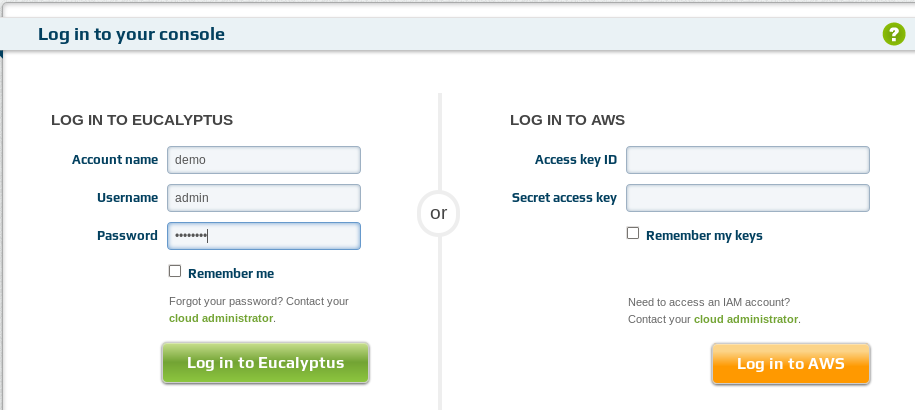 Log in to your console
?
LOG IN TO EUCALYPTUS
Account name demo
Username admin
Password ••••••••
Remember me
Forgot your password? Contact your
cloud administrator.
Log in to Eucalyptus
or
LOG IN TO AWS
Access key ID
Secret access key
Remember my keys
Need to access an IAM account?
Contact your cloud administrator.
Log in to AWS